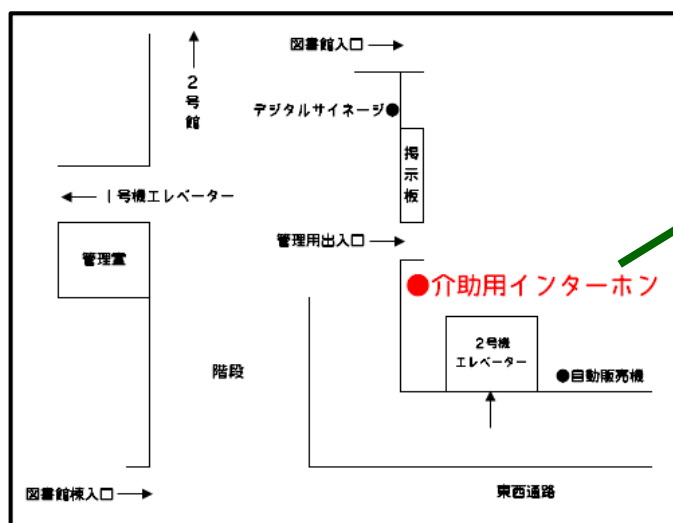 図書館入口→
↑
2号館
デジタルサイネージ●
掲示板
←1号機エレベーター
管理室
管理用出入口→
●介助用インターホン
2号機
エレベーター
階段
●自動販売機
↑
図書館棟入口→
東西通路